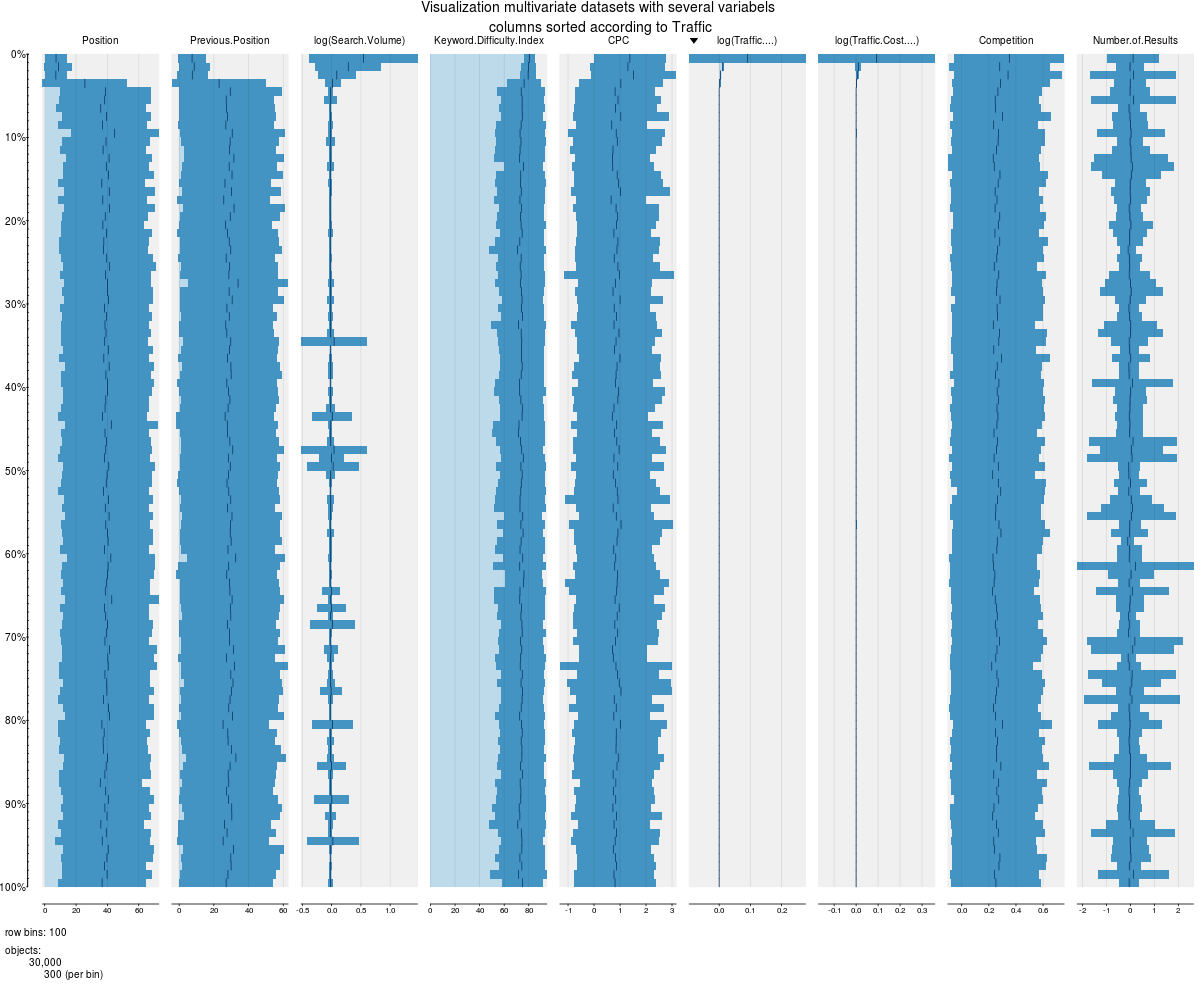 Visualization multivariate datasets with several variabels
columns sorted according to Traffic
Position Previous.Position log(Search.Volume) Keyword.Difficulty.Index CPC log(Traffic....) log(Traffic.Cost....) Competition Number.of.Results
0%
10%
20%
30%
40%
50%
60%
70%
80%
90%
100%
0 20 40 60 0 20 40 60 -0.5 0.0 0.5 1.0 0 20 40 60 80 -1 0 1 2 3 0.0 0.1 0.2 -0.1 0.0 0.1 0.2 0.3 0.0 0.2 0.4 0.6 -2 -1 0 1 2
row bins: 100
objects:
30,000
300 (per bin)